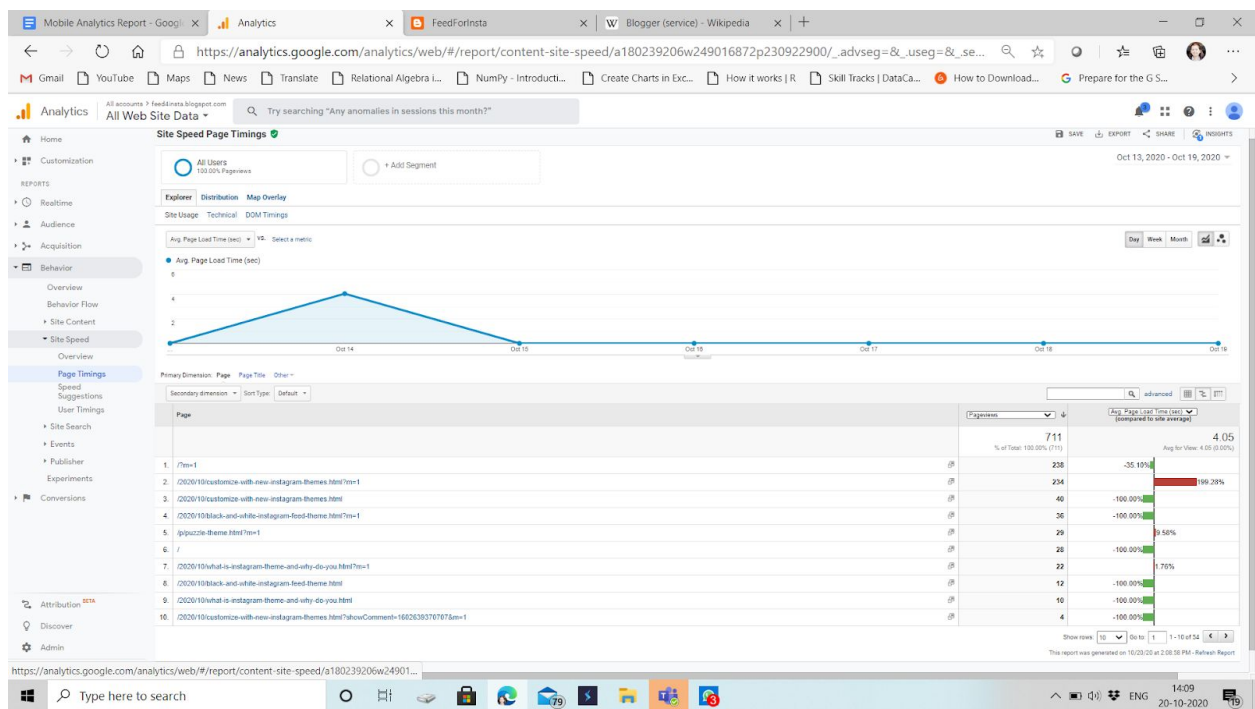 Mobile Analytics Report - Googl
Analytics
FeedForInsta
Blogger (service) - Wikipedia
https://analytics.google.com/analytics/web/#/report/content-site-speed/a180239206w249016872p230922900/_.advseg=&_.useg=&_.se...
Gmail YouTube Maps News Translate Relational Algebra i... NumPy - Introducti... Create Charts in Exc... How it works | R Skill Tracks | DataCa... How to Download... Prepare for the G S...
Analytics
All accounts > feed4insta.blogspot.com
All Web Site Data
Try searching "Any anomalies in sessions this month?"
Home
Customization
REPORTS
Realtime
Audience
Acquisition
Behavior
Overview
Behavior Flow
Site Content
Site Speed
Overview
Page Timings
Speed
Suggestions
User Timings
Site Search
Events
Publisher
Experiments
Conversions
Attribution BETA
Discover
Admin
Site Speed Page Timings
SAVE EXPORT SHARE INSIGHTS
All Users
100.00% Pageviews
+ Add Segment
Oct 13, 2020 - Oct 19, 2020
Explorer Distribution Map Overlay
Site Usage Technical DOM Timings
Avg. Page Load Time (sec) VS. Select a metric
Day Week Month
Avg. Page Load Time (sec)
6
4
2
... Oct 14 Oct 15 Oct 16 Oct 17 Oct 18 Oct 19
Primary Dimension: Page Page Title Other
Secondary dimension Sort Type: Default
advanced
Page Pageviews Avg. Page Load Time (sec)
(compared to site average)
711 4.05
% of Total: 100.00% (711) Avg for View: 4.05 (0.00%)
1. /?m=1 238 -35.10%
2. /2020/10/customize-with-new-instagram-themes.html?m=1 234 199.28%
3. /2020/10/customize-with-new-instagram-themes.html 40 -100.00%
4. /2020/10/black-and-white-instagram-feed-theme.html?m=1 36 -100.00%
5. /p/puzzle-theme.html?m=1 29 9.58%
6. / 28 -100.00%
7. /2020/10/what-is-instagram-theme-and-why-do-you.html?m=1 22 1.76%
8. /2020/10/black-and-white-instagram-feed-theme.html 12 -100.00%
9. /2020/10/what-is-instagram-theme-and-why-do-you.html 10 -100.00%
10. /2020/10/customize-with-new-instagram-themes.html?showComment=1602639370707&m=1 4 -100.00%
Show rows: 10 Go to: 1 1 - 10 of 54
This report was generated on 10/20/20 at 2:08:58 PM - Refresh Report
https://analytics.google.com/analytics/web/#/report/content-site-speed/a180239206w24901...
Type here to search
79
3
ENG
14:09
20-10-2020
19